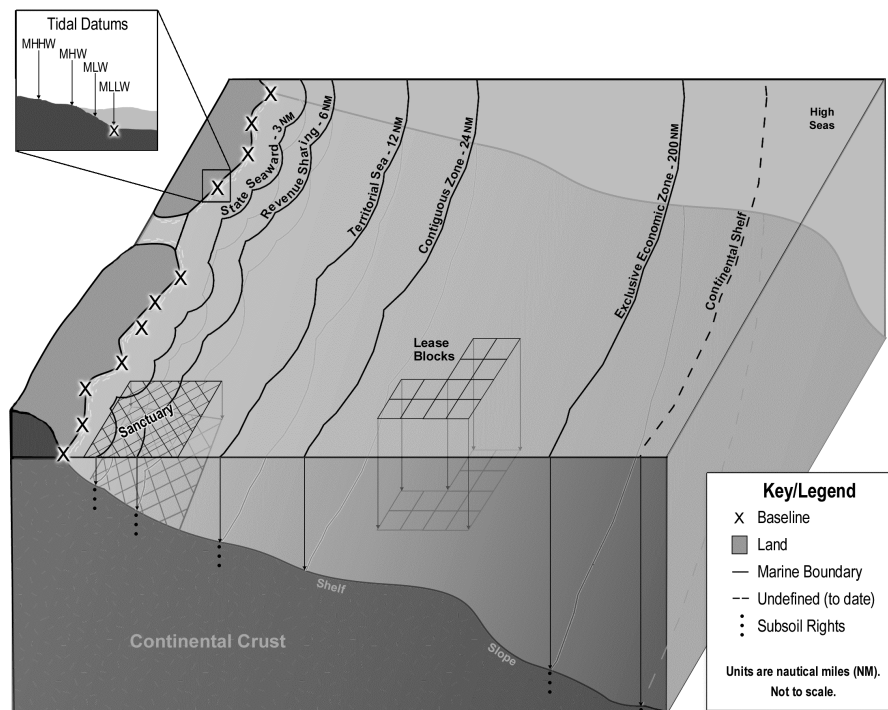 Tidal Datums
MHHW
MHW
MLW
MLLW
X
High
Seas
State Seaward - 3 NM
Revenue Sharing - 6 NM
Territorial Sea - 12 NM
Contiguous Zone - 24 NM
Exclusive Economic Zone - 200 NM
Continental Shelf
Lease
Blocks
Sanctuary
Shelf
Slope
Continental Crust
Key/Legend
X Baseline
Land
Marine Boundary
Undefined (to date)
Subsoil Rights
Units are nautical miles (NM).
Not to scale.